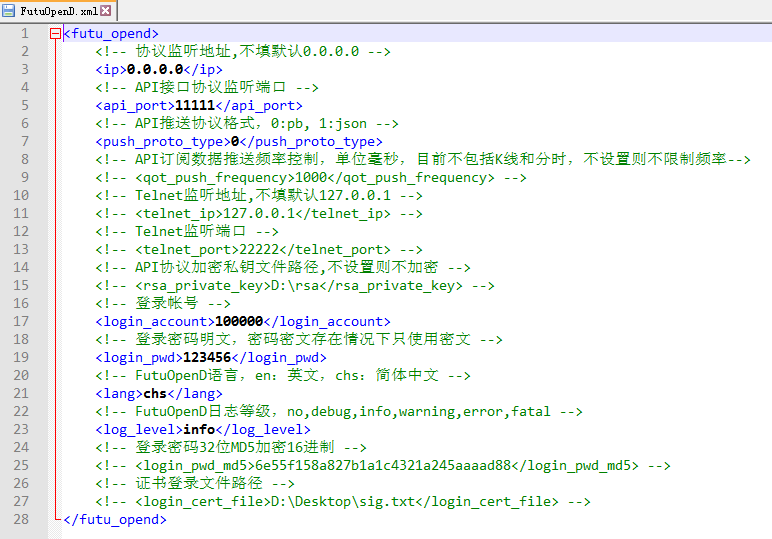 FutuOpenD.xml
1 <futu_opend>
2 <!-- 协议监听地址,不填默认0.0.0.0 -->
3 <ip>0.0.0.0</ip>
4 <!-- API接口协议监听端口 -->
5 <api_port>11111</api_port>
6 <!-- API推送协议格式，0:pb, 1:json -->
7 <push_proto_type>0</push_proto_type>
8 <!-- API订阅数据推送频率控制，单位毫秒，目前不包括K线和分时，不设置则不限制频率-->
9 <!-- <qot_push_frequency>1000</qot_push_frequency> -->
10 <!-- Telnet监听地址,不填默认127.0.0.1 -->
11 <!-- <telnet_ip>127.0.0.1</telnet_ip> -->
12 <!-- Telnet监听端口 -->
13 <!-- <telnet_port>22222</telnet_port> -->
14 <!-- API协议加密私钥文件路径,不设置则不加密 -->
15 <!-- <rsa_private_key>D:\rsa</rsa_private_key> -->
16 <!-- 登录帐号 -->
17 <login_account>100000</login_account>
18 <!-- 登录密码明文，密码密文存在情况下只使用密文 -->
19 <login_pwd>123456</login_pwd>
20 <!-- FutuOpenD语言，en：英文，chs：简体中文 -->
21 <lang>chs</lang>
22 <!-- FutuOpenD日志等级，no,debug,info,warning,error,fatal -->
23 <log_level>info</log_level>
24 <!-- 登录密码32位MD5加密16进制 -->
25 <!-- <login_pwd_md5>6e55f158a827b1a1c4321a245aaaad88</login_pwd_md5> -->
26 <!-- 证书登录文件路径 -->
27 <!-- <login_cert_file>D:\Desktop\sig.txt</login_cert_file> -->
28 </futu_opend>